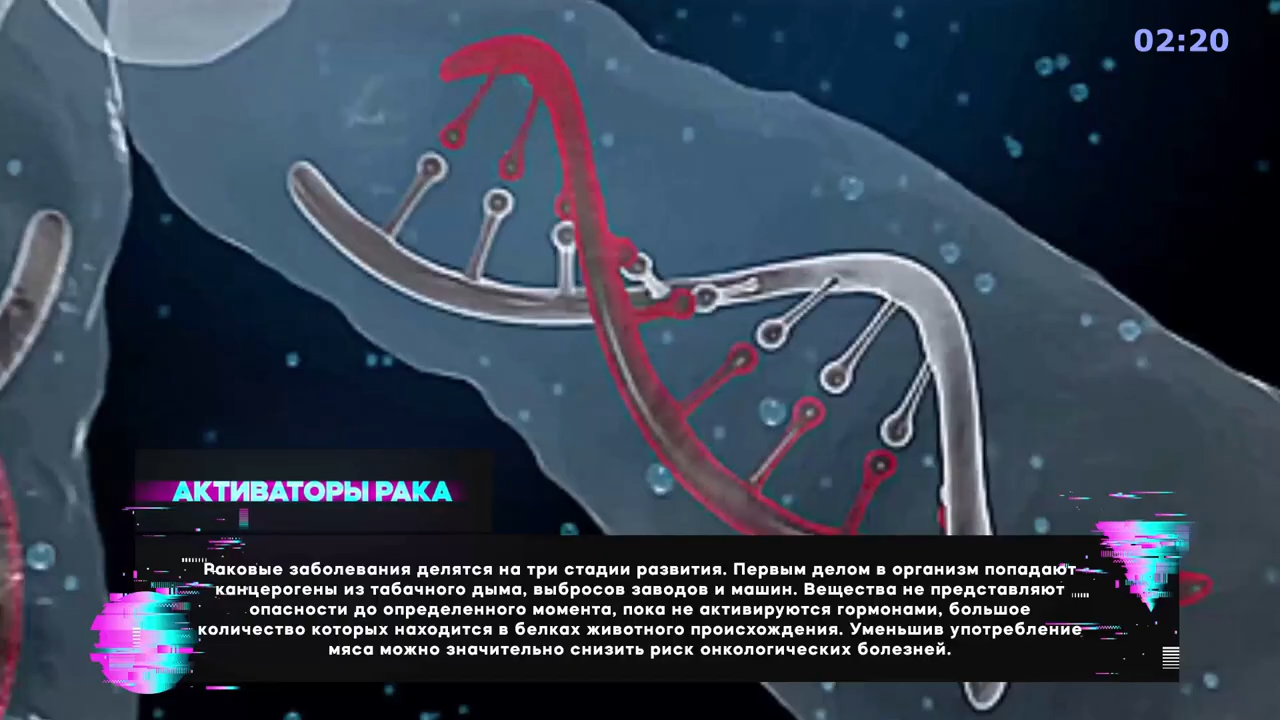 02:20
АКТИВАТОРЫ РАКА
Раковые заболевания делятся на три стадии развития. Первым делом в организм попадают
канцерогены из табачного дыма, выбросов заводов и машин. Вещества не представляют
опасности до определенного момента, пока не активируются гормонами, большое
количество которых находится в белках животного происхождения. Уменьшив употребление
мяса можно значительно снизить риск онкологических болезней.